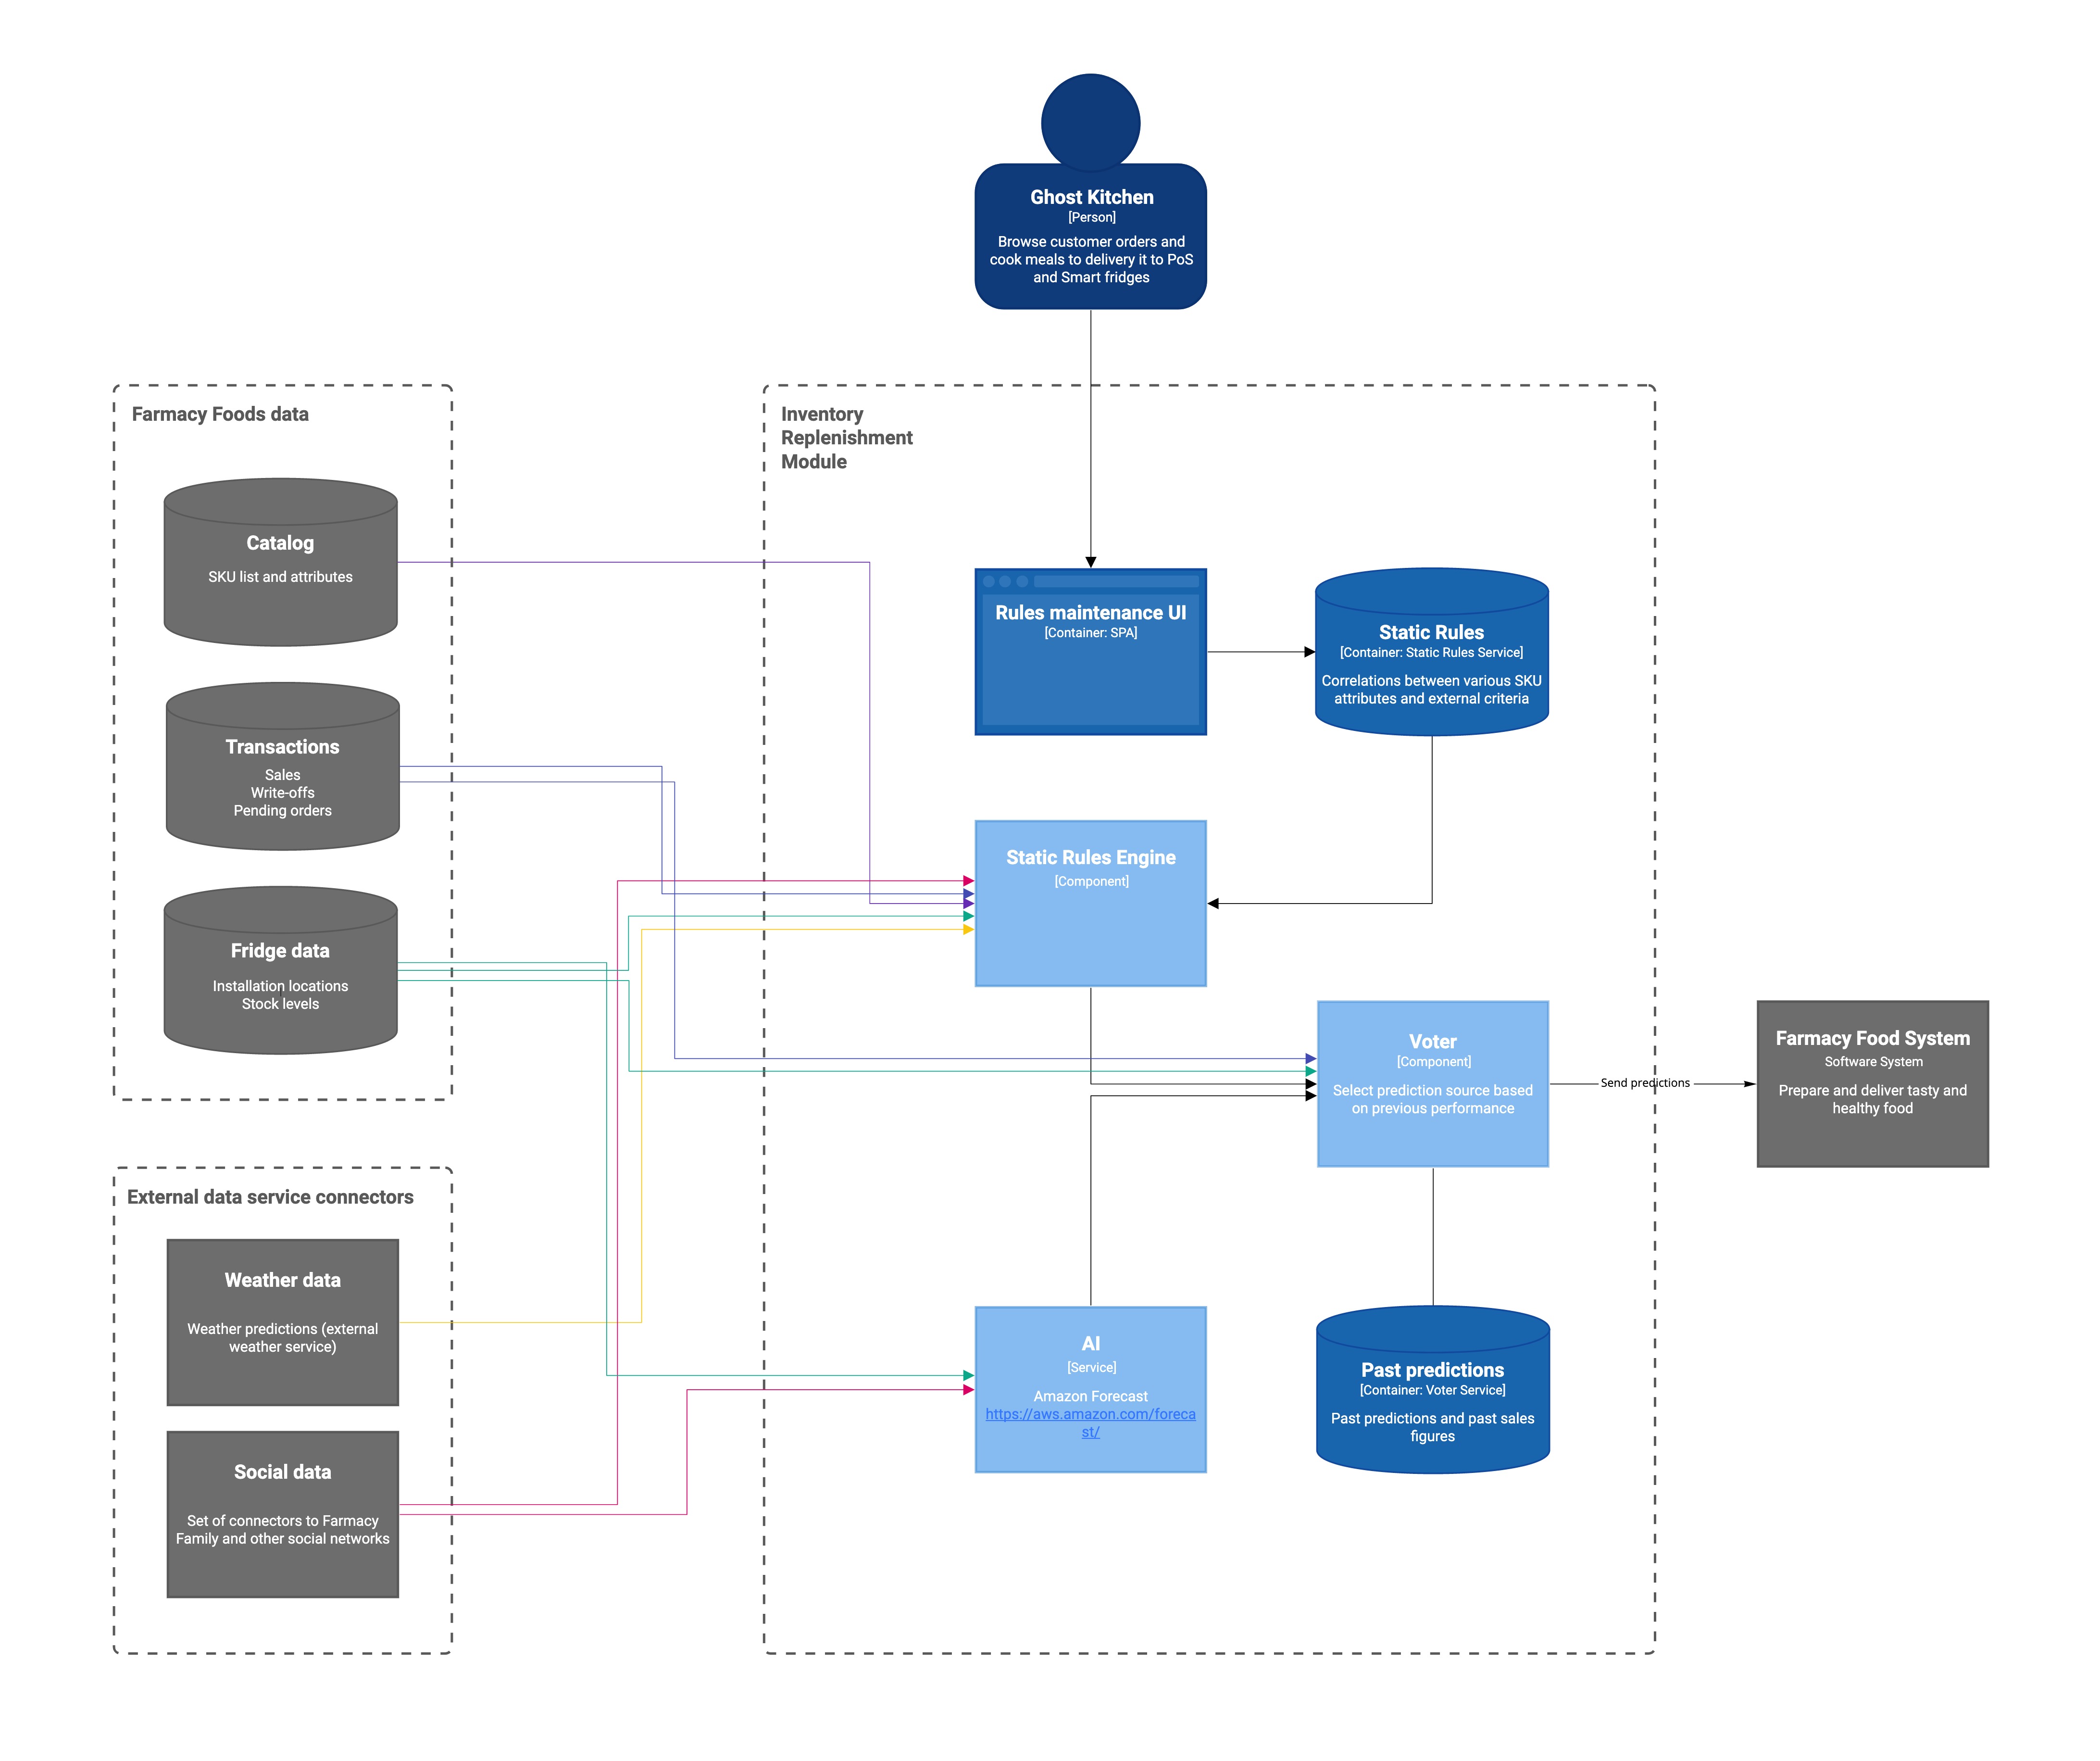 Ghost Kitchen
[Person]
Browse customer orders and
cook meals to delivery it to PoS
and Smart fridges
Farmacy Foods data
Catalog
SKU list and attributes
Transactions
Sales
Write-offs
Pending orders
Fridge data
Installation locations
Stock levels
External data service connectors
Weather data
Weather predictions (external
weather service)
Social data
Set of connectors to Farmacy
Family and other social networks
Inventory
Replenishment
Module
Rules maintenance UI
[Container: SPA]
Static Rules
[Container: Static Rules Service]
Correlations between various SKU
attributes and external criteria
Static Rules Engine
[Component]
Voter
[Component]
Select prediction source based
on previous performance
Send predictions
Farmacy Food System
Software System
Prepare and deliver tasty and
healthy food
AI
[Service]
Amazon Forecast
https://aws.amazon.com/foreca
st/
Past predictions
[Container: Voter Service]
Past predictions and past sales
figures